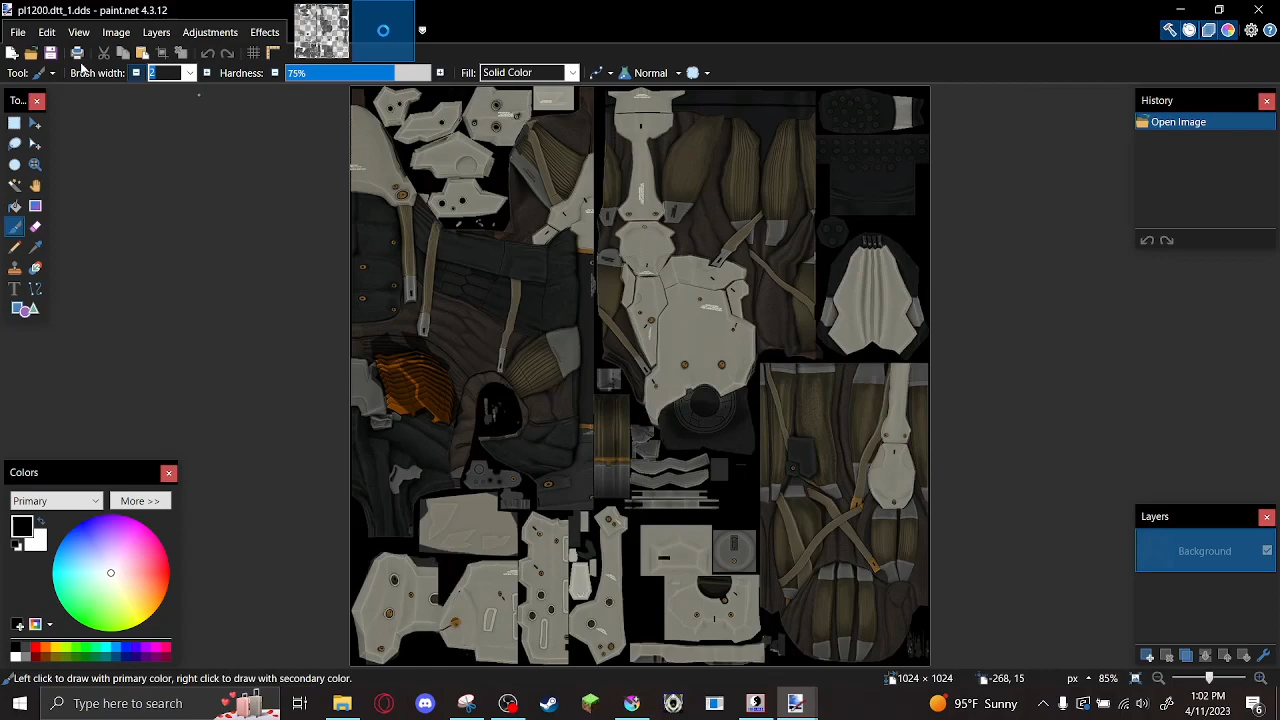 pl1200.dtt_1.dds - paint.net 4.3.12
File Edit View Image Layers Adjustments Effects
Tool: Brush width: 2 Hardness: 75% Fill: Solid Color Normal
To...
History
Open Image
Colors
Primary More >>
Layers
Background
click to draw with primary color, right click to draw with secondary color.
1024 × 1024 -268, 15 px 85%
Type here to search
95°F Sunny
1:02 PM
4/11/2023
6